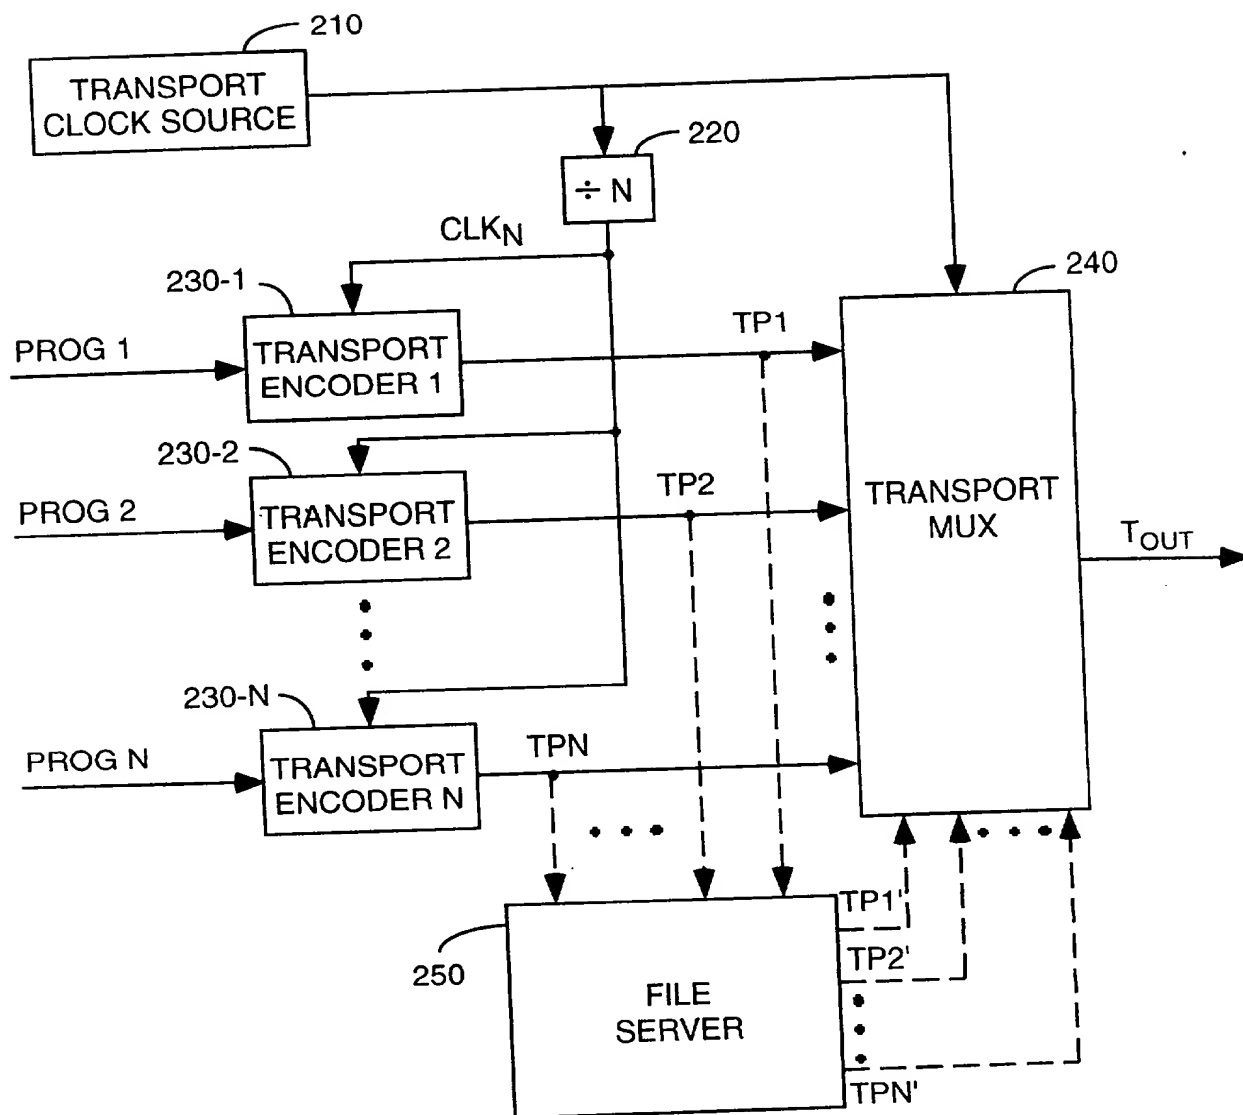 210
TRANSPORT
CLOCK SOURCE
220
÷ N
CLKN
230-1
240
PROG 1
TRANSPORT
ENCODER 1
TP1
230-2
PROG 2
TRANSPORT
ENCODER 2
TP2
TRANSPORT
MUX
TOUT
230-N
PROG N
TRANSPORT
ENCODER N
TPN
250
FILE
SERVER
TP1'
TP2'
TPN'